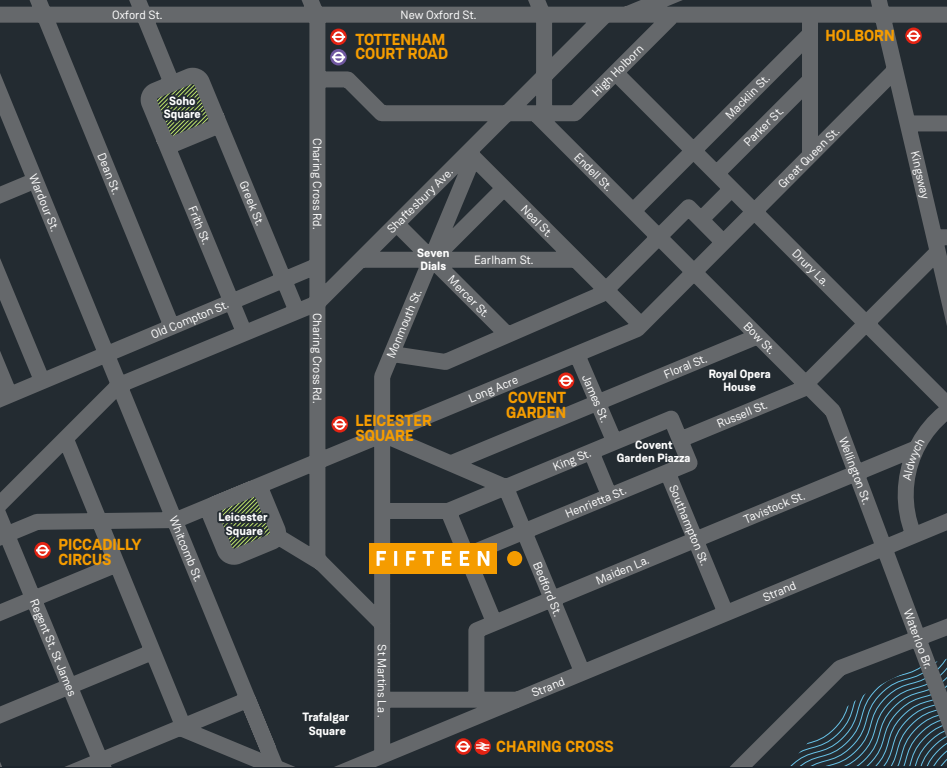 Oxford St.
New Oxford St.
TOTTENHAM
COURT ROAD
HOLBORN
High Holborn
Soho
Square
Macklin St.
Parker St.
Great Queen St.
Kingsway
Wardour St.
Dean St.
Frith St.
Greek St.
Charing Cross Rd.
Shaftesbury Ave.
Endell St.
Neal St.
Seven
Dials
Earlham St.
Mercer St.
Monmouth St.
Drury La.
Old Compton St.
Charing Cross Rd.
Bow St.
Floral St.
Royal Opera
House
Long Acre
James St.
COVENT
GARDEN
LEICESTER
SQUARE
Russell St.
Covent
Garden Piazza
King St.
Henrietta St.
Southampton St.
Wellington St.
Aldwych
Tavistock St.
Leicester
Square
Whitcomb St.
PICCADILLY
CIRCUS
FIFTEEN
Bedford St.
Maiden La.
Strand
Regent St. St James
St Martins La.
Waterloo Br.
Strand
Trafalgar
Square
CHARING CROSS